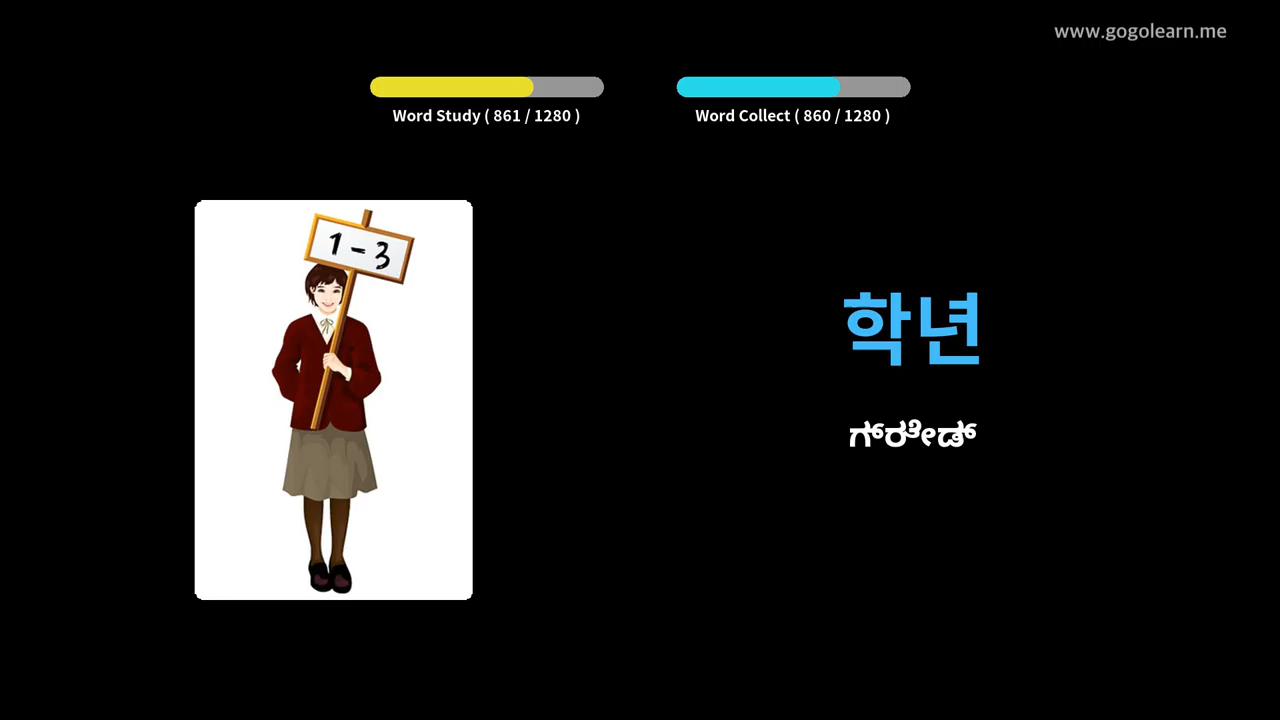 www.gogolearn.me
Word Study ( 861 / 1280 )
Word Collect ( 860 / 1280 )
1 - 3
학년
ಗ್ರೇಡ್